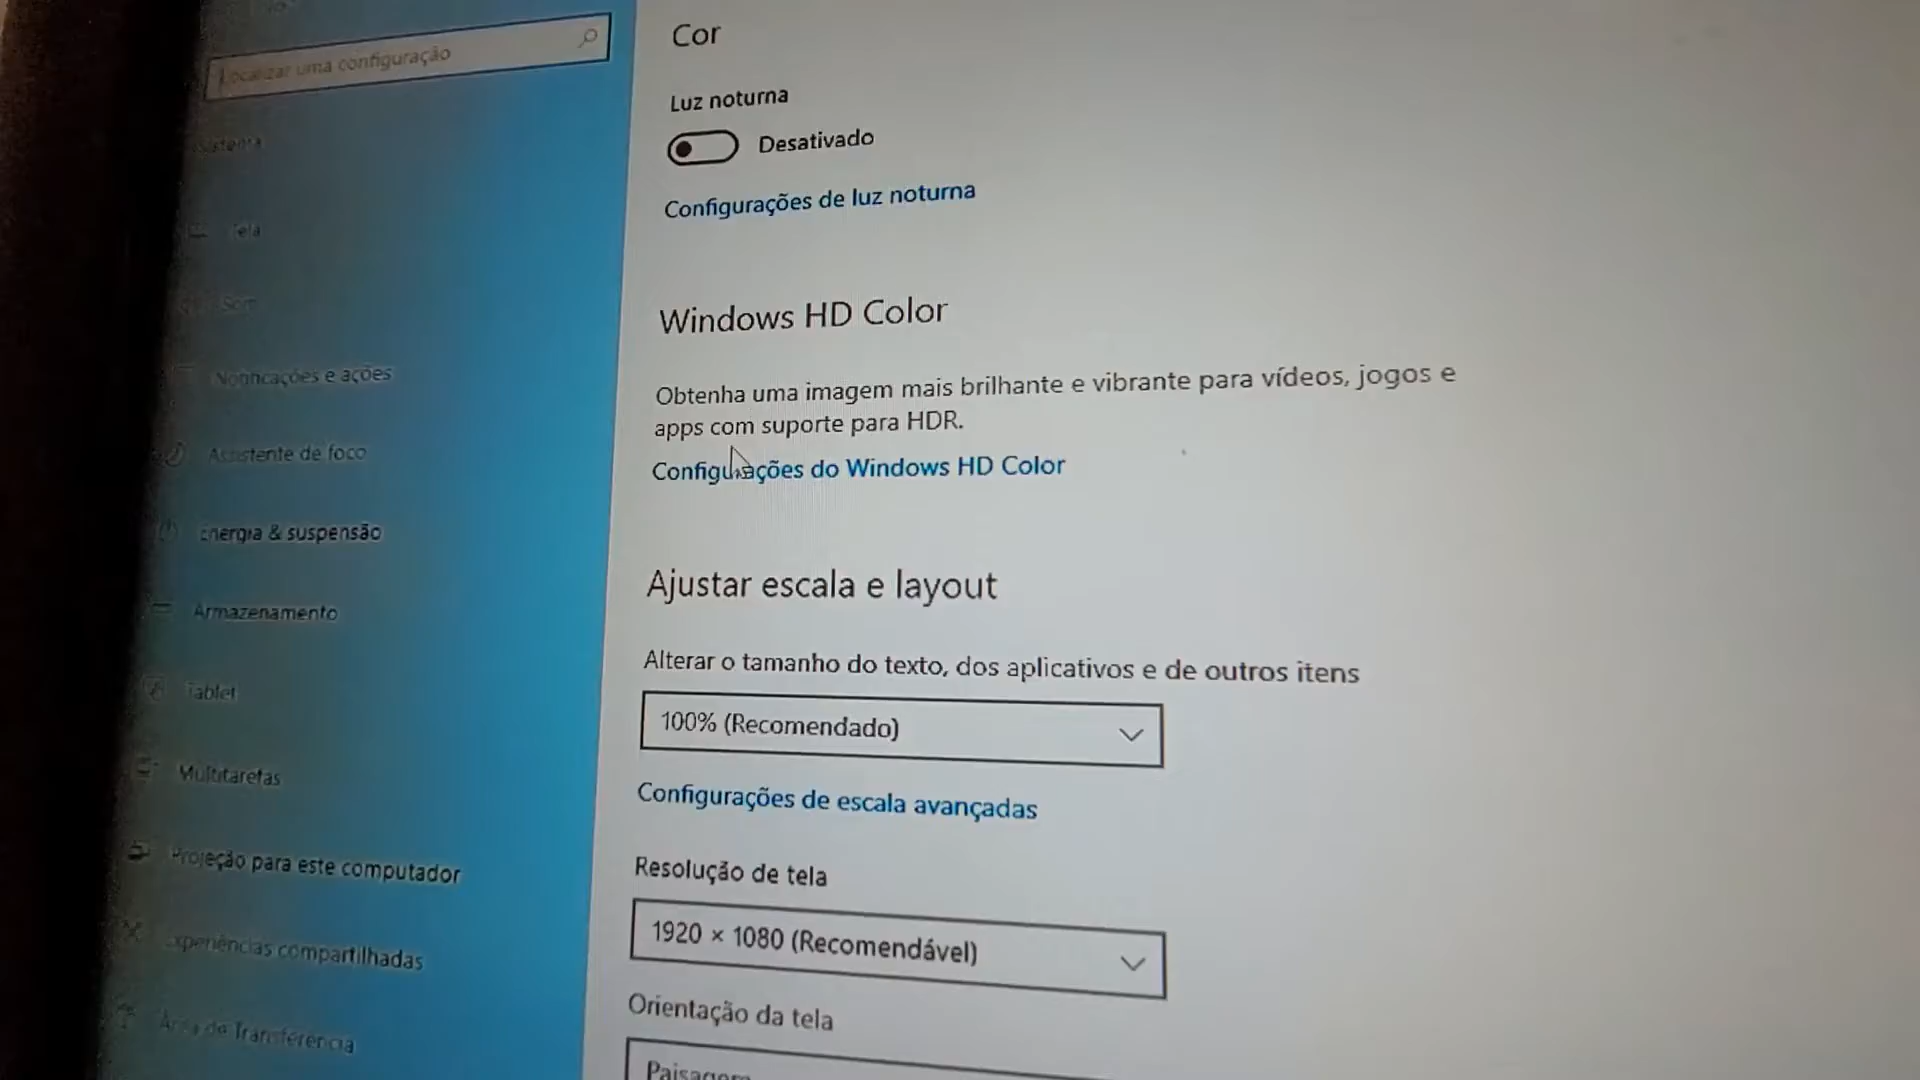 Localizar uma configuração
Sistema
Tela
Som
Notificações e ações
Assistente de foco
Energia & suspensão
Armazenamento
Tablet
Multitarefas
Projeção para este computador
Experiências compartilhadas
Área de Transferência
Cor
Luz noturna
Desativado
Configurações de luz noturna
Windows HD Color
Obtenha uma imagem mais brilhante e vibrante para vídeos, jogos e
apps com suporte para HDR.
Configurações do Windows HD Color
Ajustar escala e layout
Alterar o tamanho do texto, dos aplicativos e de outros itens
100% (Recomendado)
Configurações de escala avançadas
Resolução de tela
1920 × 1080 (Recomendável)
Orientação da tela
Paisagem